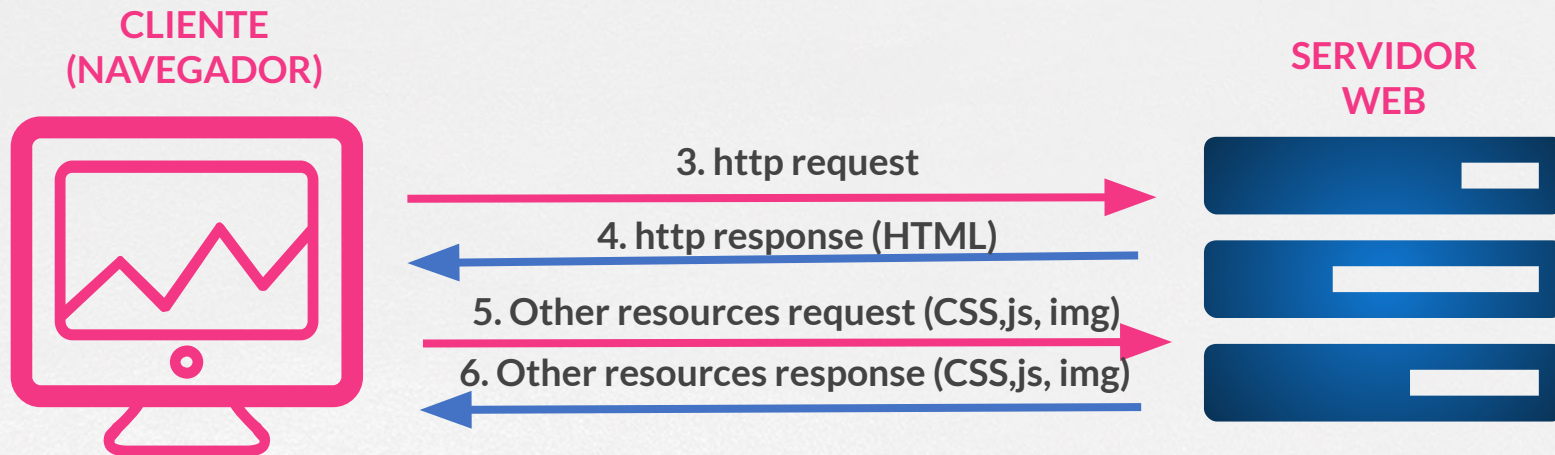 CLIENTE
(NAVEGADOR)
SERVIDOR
WEB
3. http request
4. http response (HTML)
5. Other resources request (CSS,js, img)
6. Other resources response (CSS,js, img)